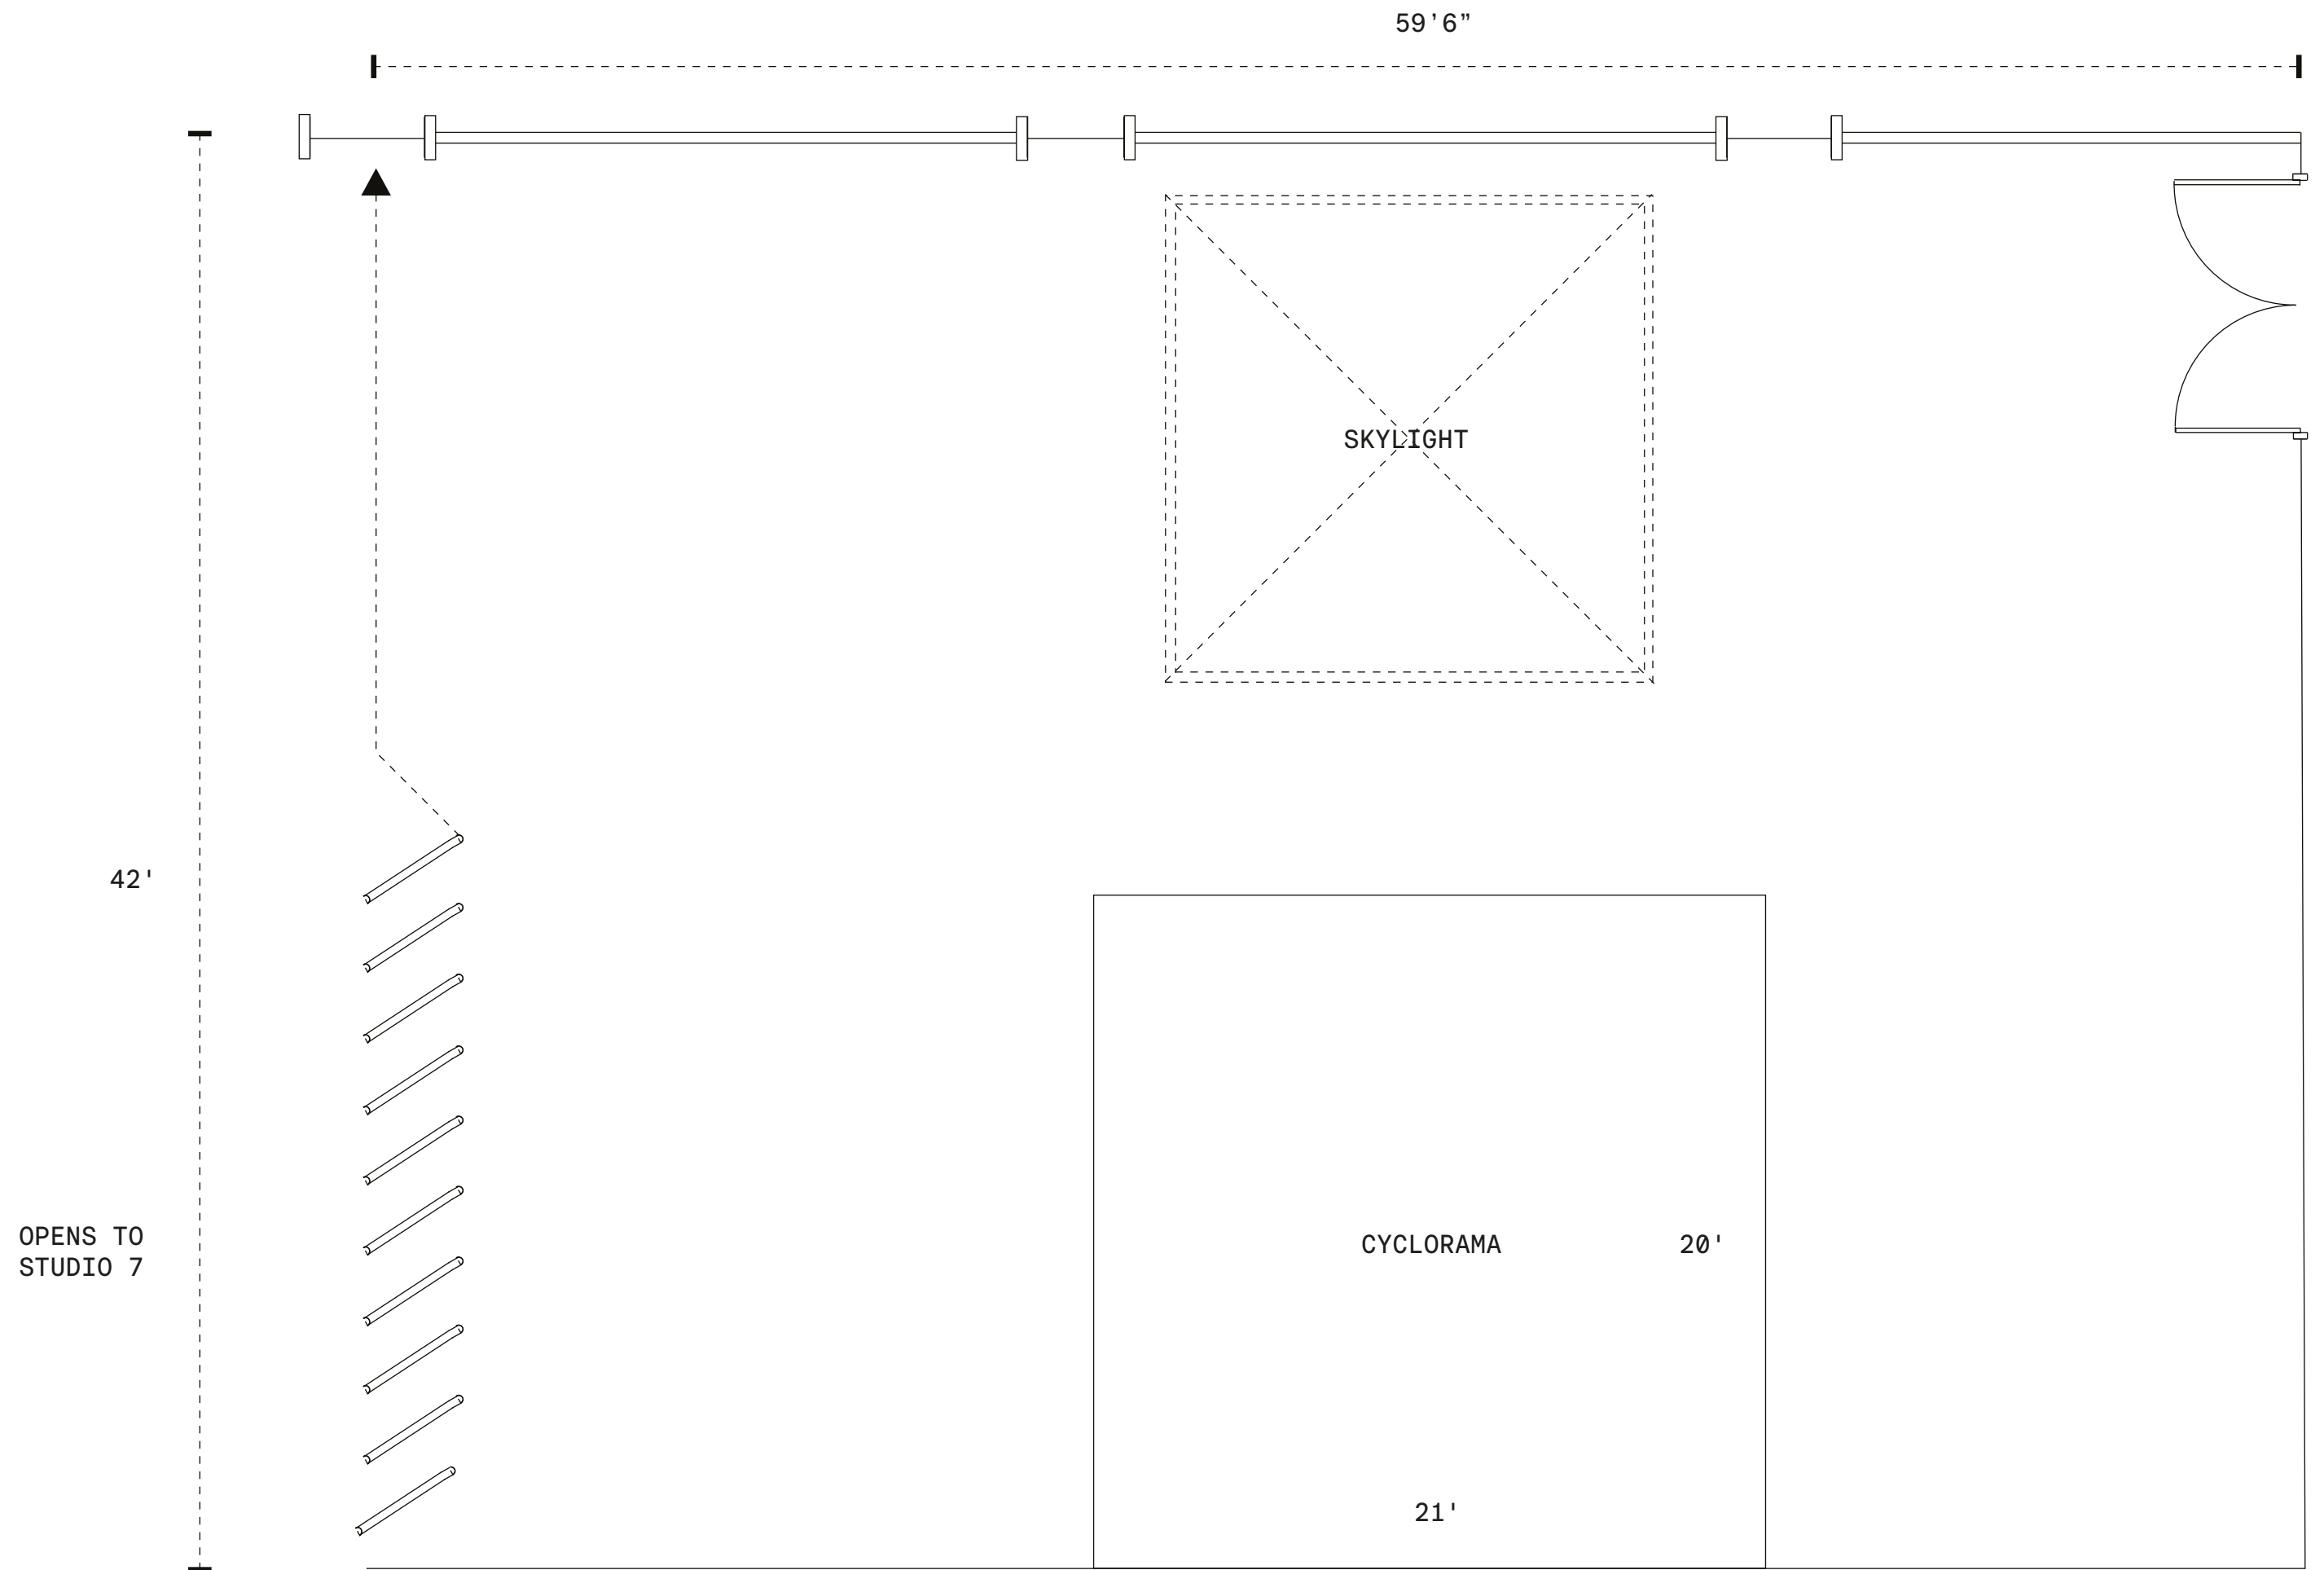 59’6”
SKYLIGHT
42'
OPENS TO
STUDIO 7
CYCLORAMA
20'
21'